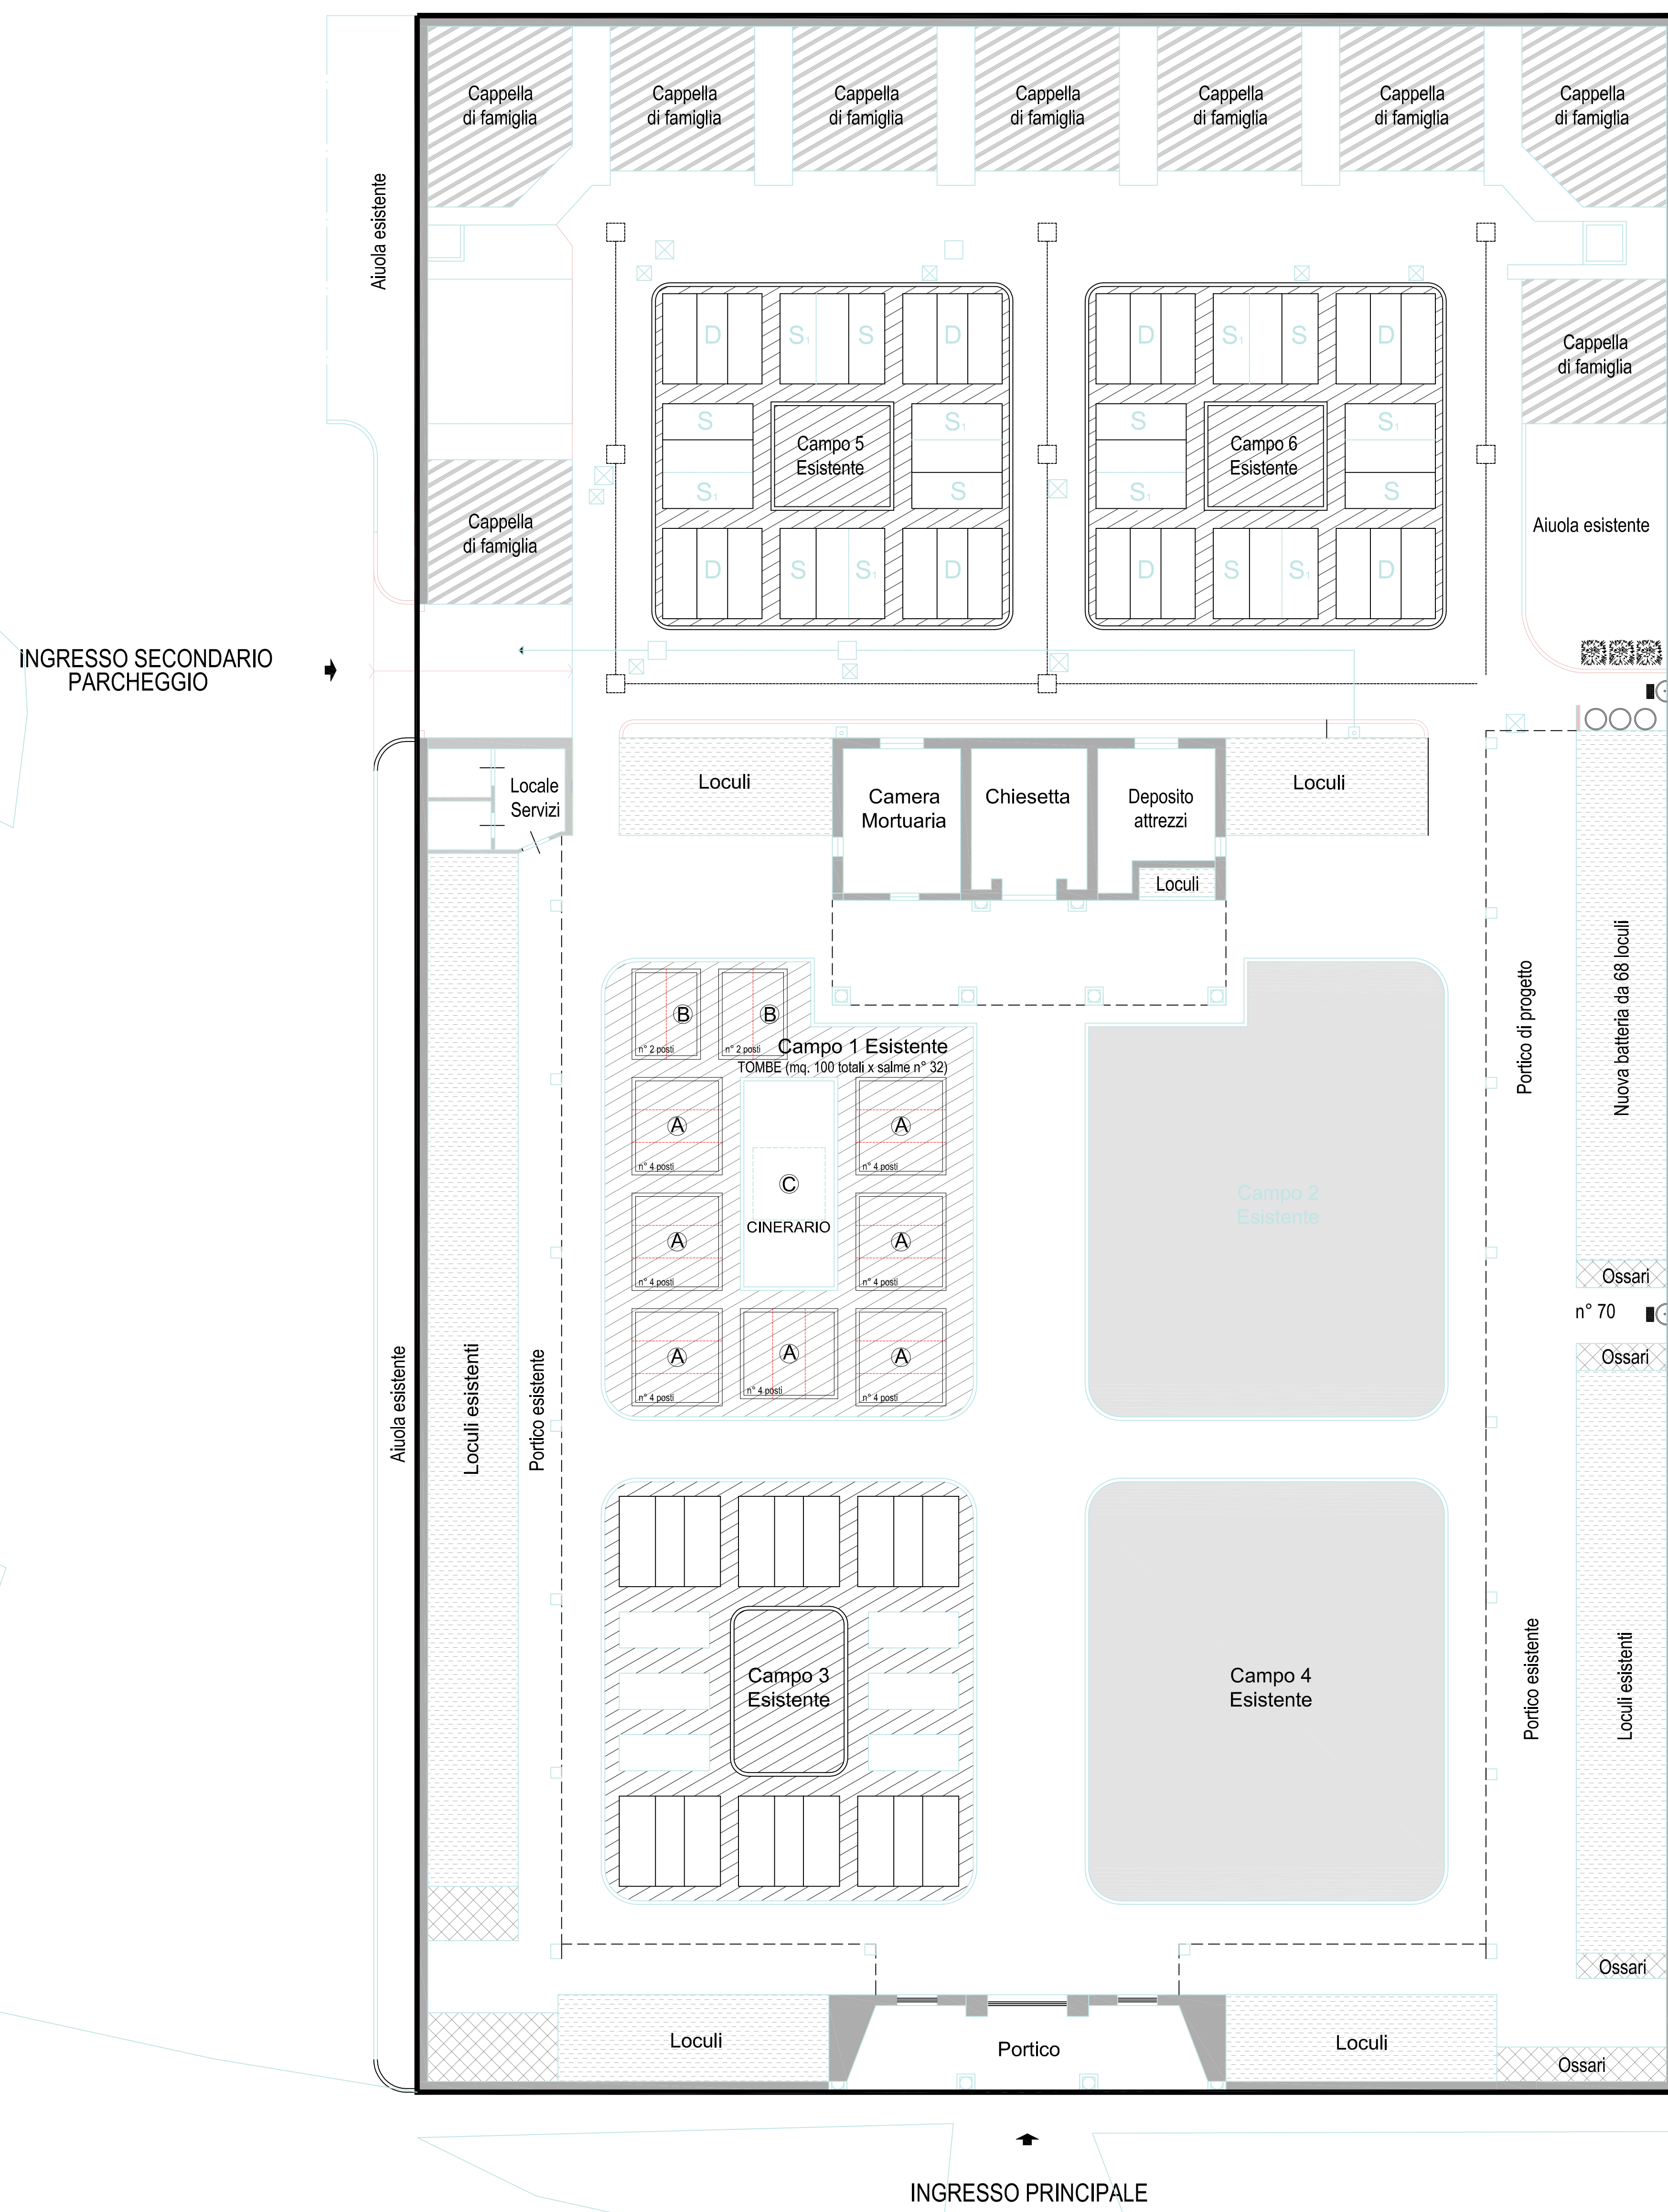 Cappella
di famiglia
Cappella
di famiglia
Cappella
di famiglia
Cappella
di famiglia
Cappella
di famiglia
Cappella
di famiglia
Cappella
di famiglia
Aiuola esistente
D
S1
S
D
D
S1
S
D
Cappella
di famiglia
S
S1
S
S1
Campo 5
Esistente
Campo 6
Esistente
S1
S
S1
S
Cappella
di famiglia
Aiuola esistente
D
S
S1
D
D
S
S1
D
INGRESSO SECONDARIO
PARCHEGGIO
Locale
Servizi
Loculi
Camera
Mortuaria
Chiesetta
Deposito
attrezzi
Loculi
Loculi
B
n° 2 posti
B
n° 2 posti
Campo 1 Esistente
TOMBE (mq. 100 totali x salme n° 32)
A
n° 4 posti
A
n° 4 posti
C
CINERARIO
A
n° 4 posti
A
n° 4 posti
A
n° 4 posti
A
n° 4 posti
A
n° 4 posti
Campo 2
Esistente
Portico di progetto
Nuova batteria da 68 loculi
Ossari
n° 70
Ossari
Aiuola esistente
Loculi esistenti
Portico esistente
Campo 3
Esistente
Campo 4
Esistente
Portico esistente
Loculi esistenti
Ossari
Loculi
Portico
Loculi
Ossari
INGRESSO PRINCIPALE